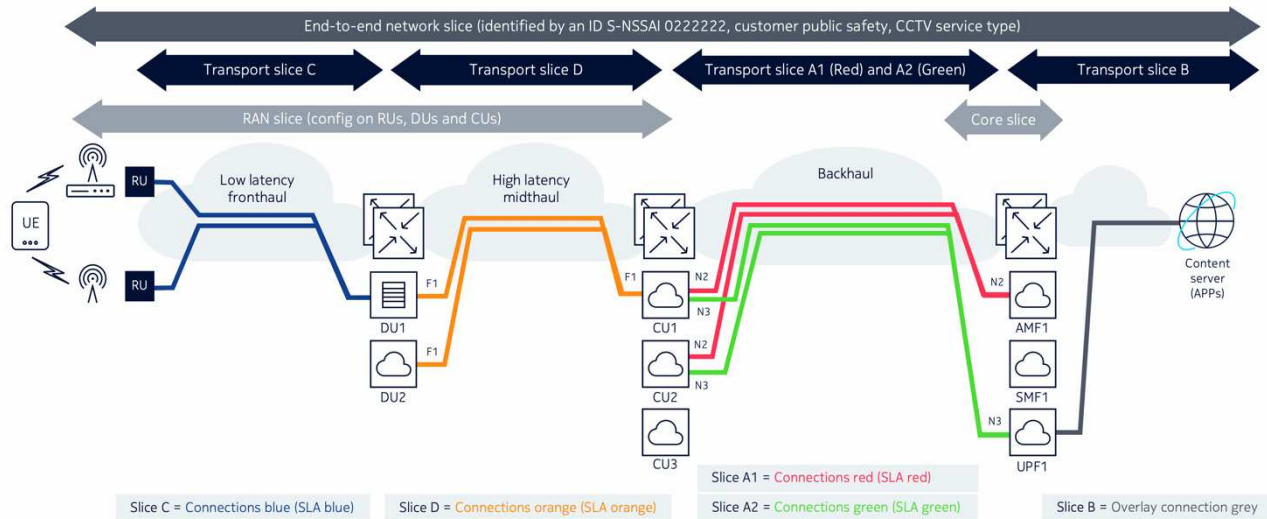 End-to-end network slice (identified by an ID S-NSSAI 0222222, customer public safety, CCTV service type)
Transport slice C
Transport slice D
Transport slice A1 (Red) and A2 (Green)
Transport slice B
RAN slice (config on RUs, DUs and CUs)
Core slice
UE
RU
RU
Low latency
fronthaul
High latency
midthaul
Backhaul
F1
DU1
F1
DU2
F1
CU1
N2
N3
CU2
N2
N3
CU3
N2
AMF1
SMF1
N3
UPF1
Content
server
(APPs)
Slice C = Connections blue (SLA blue)
Slice D = Connections orange (SLA orange)
Slice A1 = Connections red (SLA red)
Slice A2 = Connections green (SLA green)
Slice B = Overlay connection grey